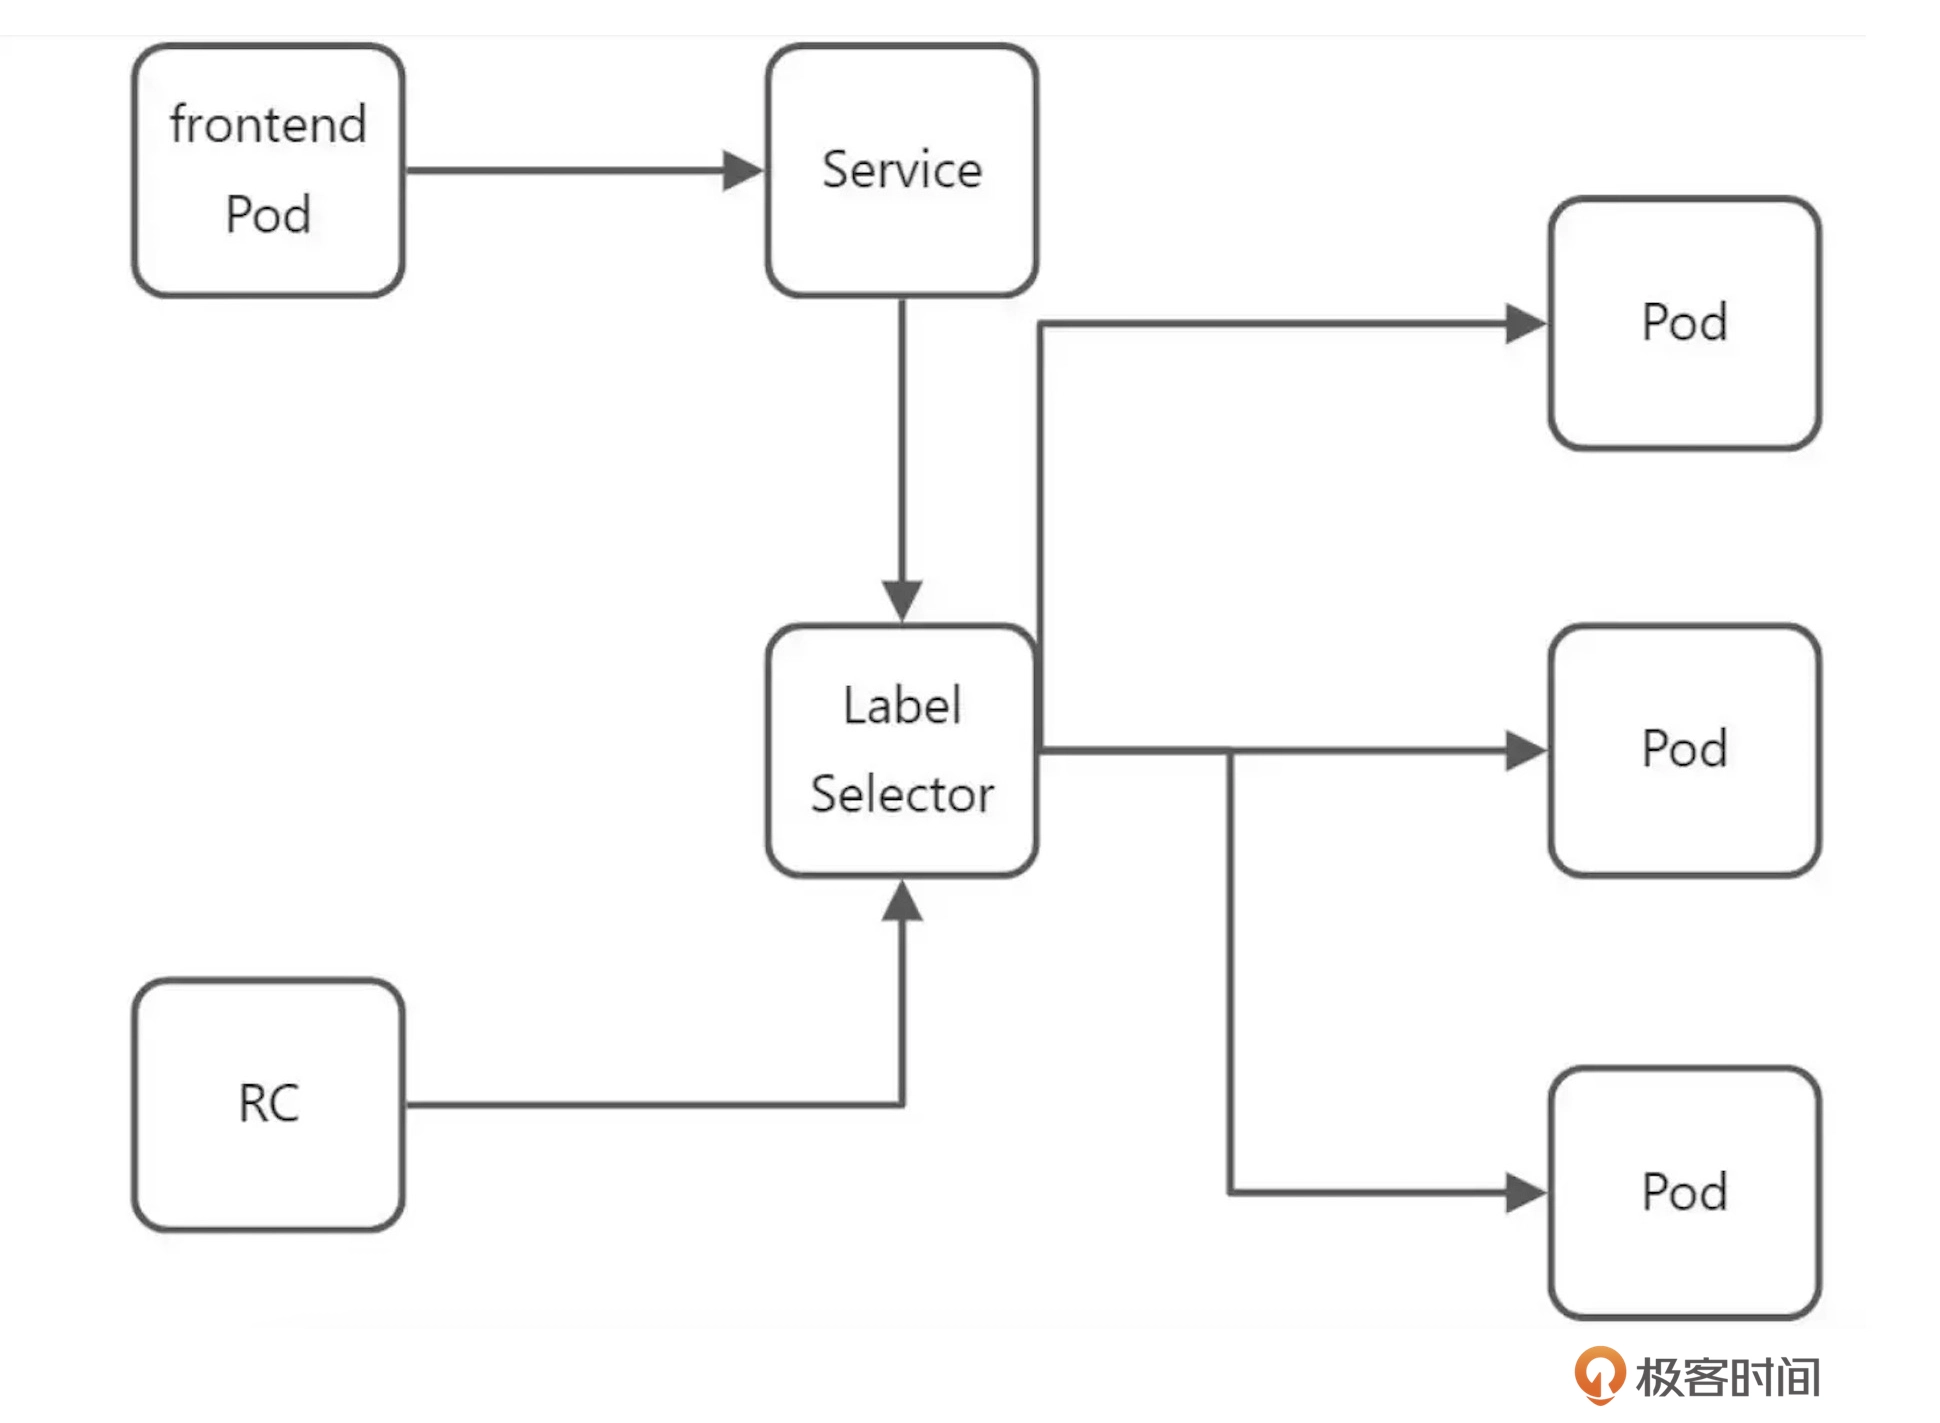 frontend
Pod
Service
Pod
Label
Selector
Pod
RC
Pod
极客时间